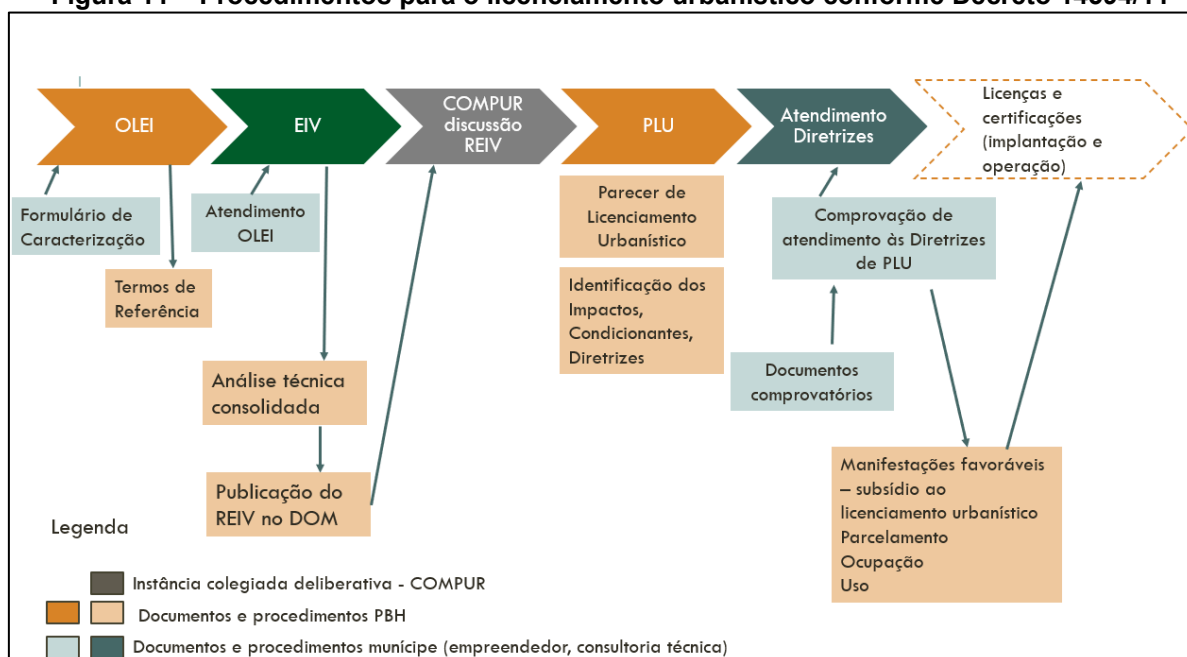 OLEI
EIV
COMPUR
discussão
REIV
PLU
Atendimento
Diretrizes
Licenças e
certificações
(implantação e
operação)
Formulário de
Caracterização
Termos de
Referência
Atendimento
OLEI
Análise técnica
consolidada
Publicação do
REIV no DOM
Parecer de
Licenciamento
Urbanístico
Identificação dos
Impactos,
Condicionantes,
Diretrizes
Comprovação de
atendimento às Diretrizes
de PLU
Documentos
comprovatórios
Manifestações favoráveis
– subsídio ao
licenciamento urbanístico
Parcelamento
Ocupação
Uso
Legenda
Instância colegiada deliberativa - COMPUR
Documentos e procedimentos PBH
Documentos e procedimentos munícipe (empreendedor, consultoria técnica)